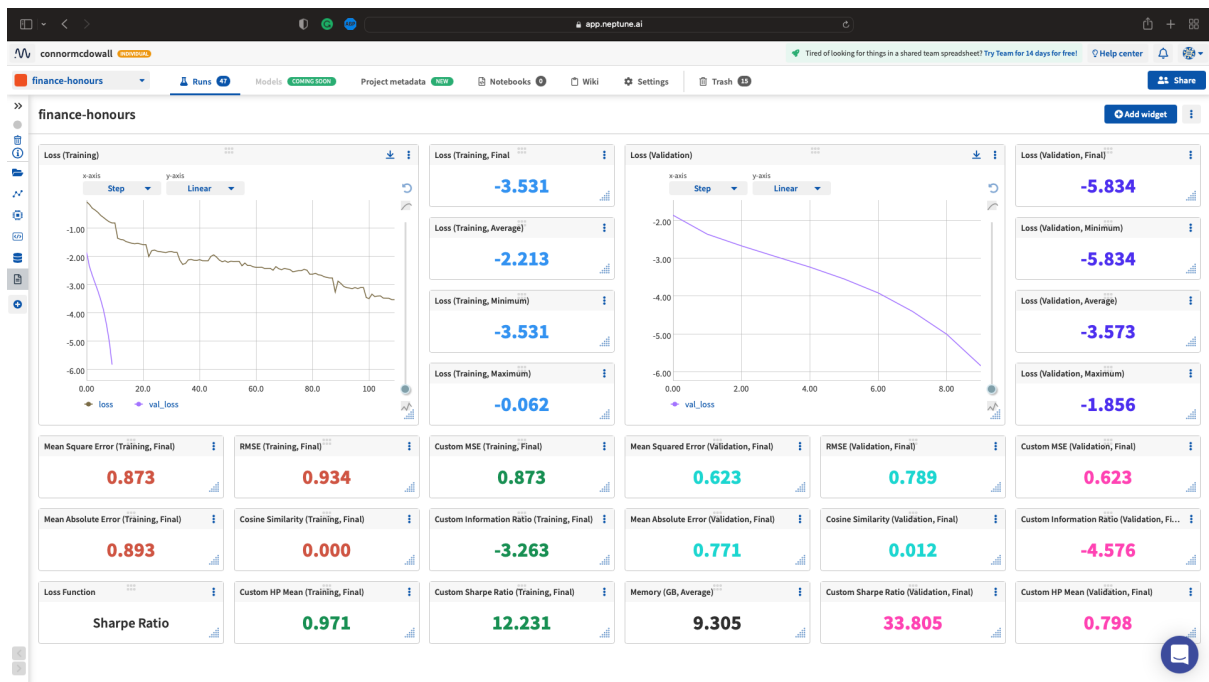 app.neptune.ai
connormcdowall INDIVIDUAL
Tired of looking for things in a shared team spreadsheet? Try Team for 14 days for free!
Help center
finance-honours
Runs 47
Models COMING SOON
Project metadata NEW
Notebooks 0
Wiki
Settings
Trash 15
Share
finance-honours
Add widget
Loss (Training)
x-axis
y-axis
Step
Linear
-1.00
-2.00
-3.00
-4.00
-5.00
-6.00
0.00 20.0 40.0 60.0 80.0 100
loss val_loss
Loss (Training, Final
-3.531
Loss (Training, Average)
-2.213
Loss (Training, Minimum)
-3.531
Loss (Training, Maximum)
-0.062
Loss (Validation)
x-axis
y-axis
Step
Linear
-2.00
-3.00
-4.00
-5.00
-6.00
0.00 2.00 4.00 6.00 8.00
val_loss
Loss (Validation, Final)
-5.834
Loss (Validation, Minimum)
-5.834
Loss (Validation, Average)
-3.573
Loss (Validation, Maximum)
-1.856
Mean Square Error (Training, Final)
0.873
RMSE (Training, Final)
0.934
Custom MSE (Training, Final)
0.873
Mean Squared Error (Validation, Final)
0.623
RMSE (Validation, Final)
0.789
Custom MSE (Validation, Final)
0.623
Mean Absolute Error (Training, Final)
0.893
Cosine Similarity (Training, Final)
0.000
Custom Information Ratio (Training, Final)
-3.263
Mean Absolute Error (Validation, Final)
0.771
Cosine Similarity (Validation, Final)
0.012
Custom Information Ratio (Validation, Fi...
-4.576
Loss Function
Sharpe Ratio
Custom HP Mean (Training, Final)
0.971
Custom Sharpe Ratio (Training, Final)
12.231
Memory (GB, Average)
9.305
Custom Sharpe Ratio (Validation, Final)
33.805
Custom HP Mean (Validation, Final)
0.798